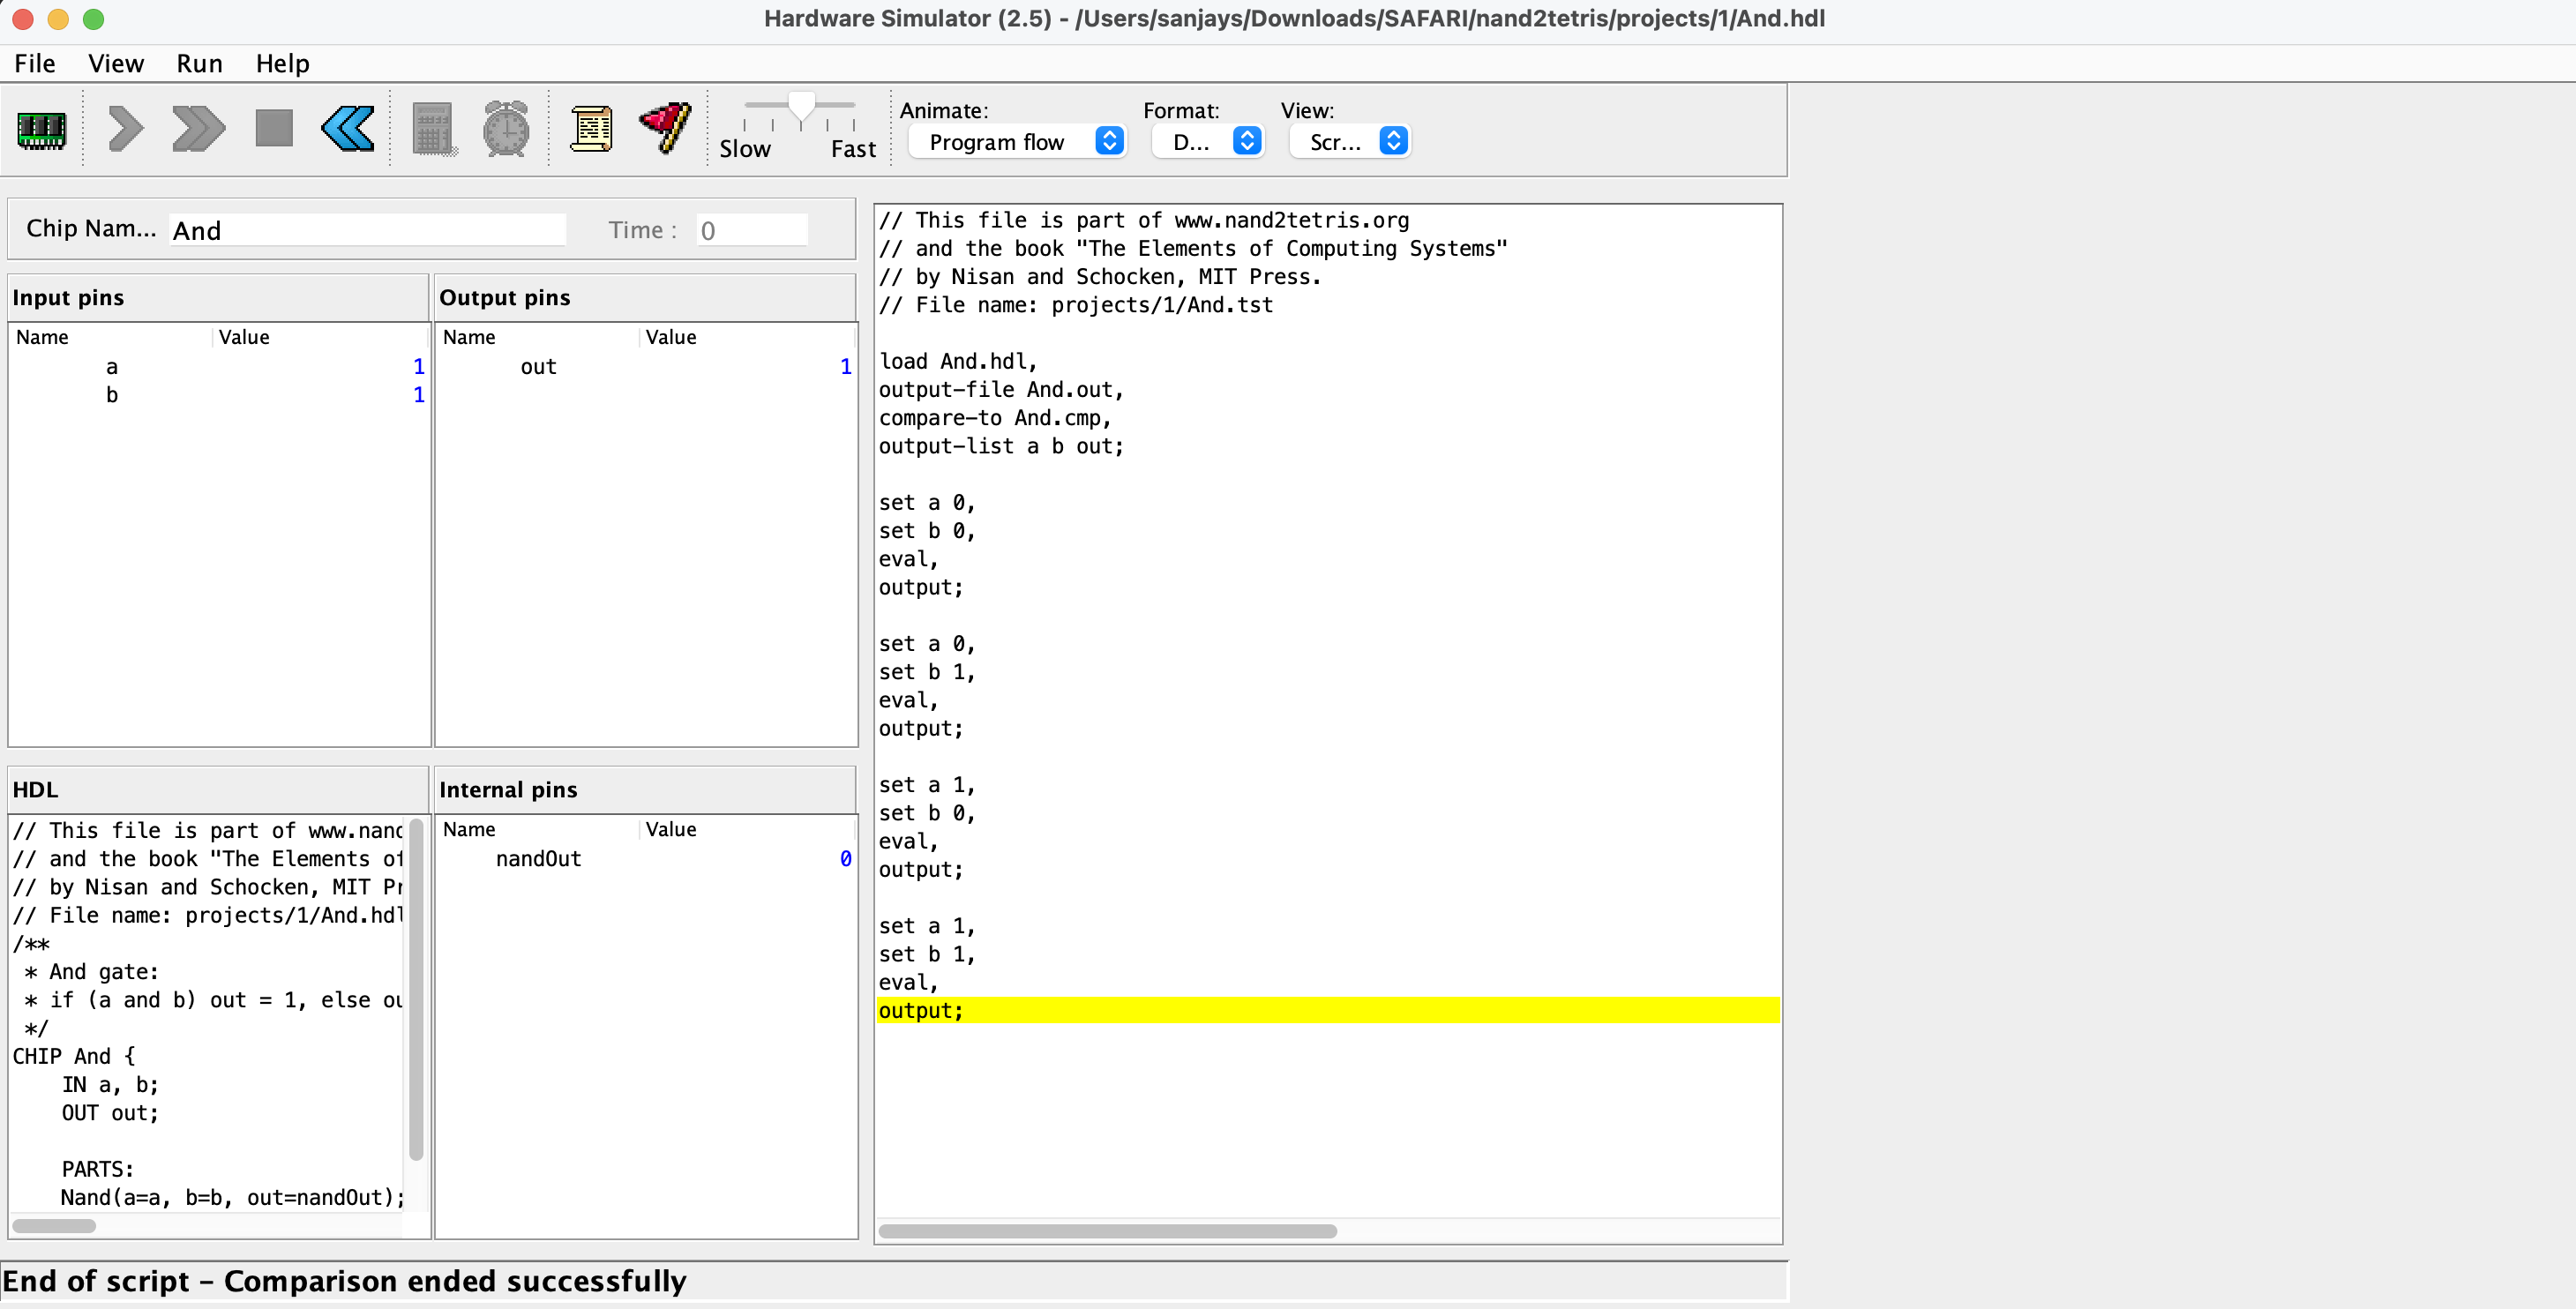 Hardware Simulator (2.5) - /Users/sanjays/Downloads/SAFARI/nand2tetris/projects/1/And.hdl
File View Run Help
Slow Fast
Animate: Format: View:
Program flow D... Scr...
Chip Nam... And Time : 0
Input pins
Name Value
a 1
b 1
Output pins
Name Value
out 1
HDL
// This file is part of www.nand
// and the book "The Elements of
// by Nisan and Schocken, MIT Pr
// File name: projects/1/And.hdl
/**
* And gate:
* if (a and b) out = 1, else ou
*/
CHIP And {
IN a, b;
OUT out;
PARTS:
Nand(a=a, b=b, out=nandOut);
Internal pins
Name Value
nandOut 0
// This file is part of www.nand2tetris.org
// and the book "The Elements of Computing Systems"
// by Nisan and Schocken, MIT Press.
// File name: projects/1/And.tst
load And.hdl,
output-file And.out,
compare-to And.cmp,
output-list a b out;
set a 0,
set b 0,
eval,
output;
set a 0,
set b 1,
eval,
output;
set a 1,
set b 0,
eval,
output;
set a 1,
set b 1,
eval,
output;
End of script - Comparison ended successfully